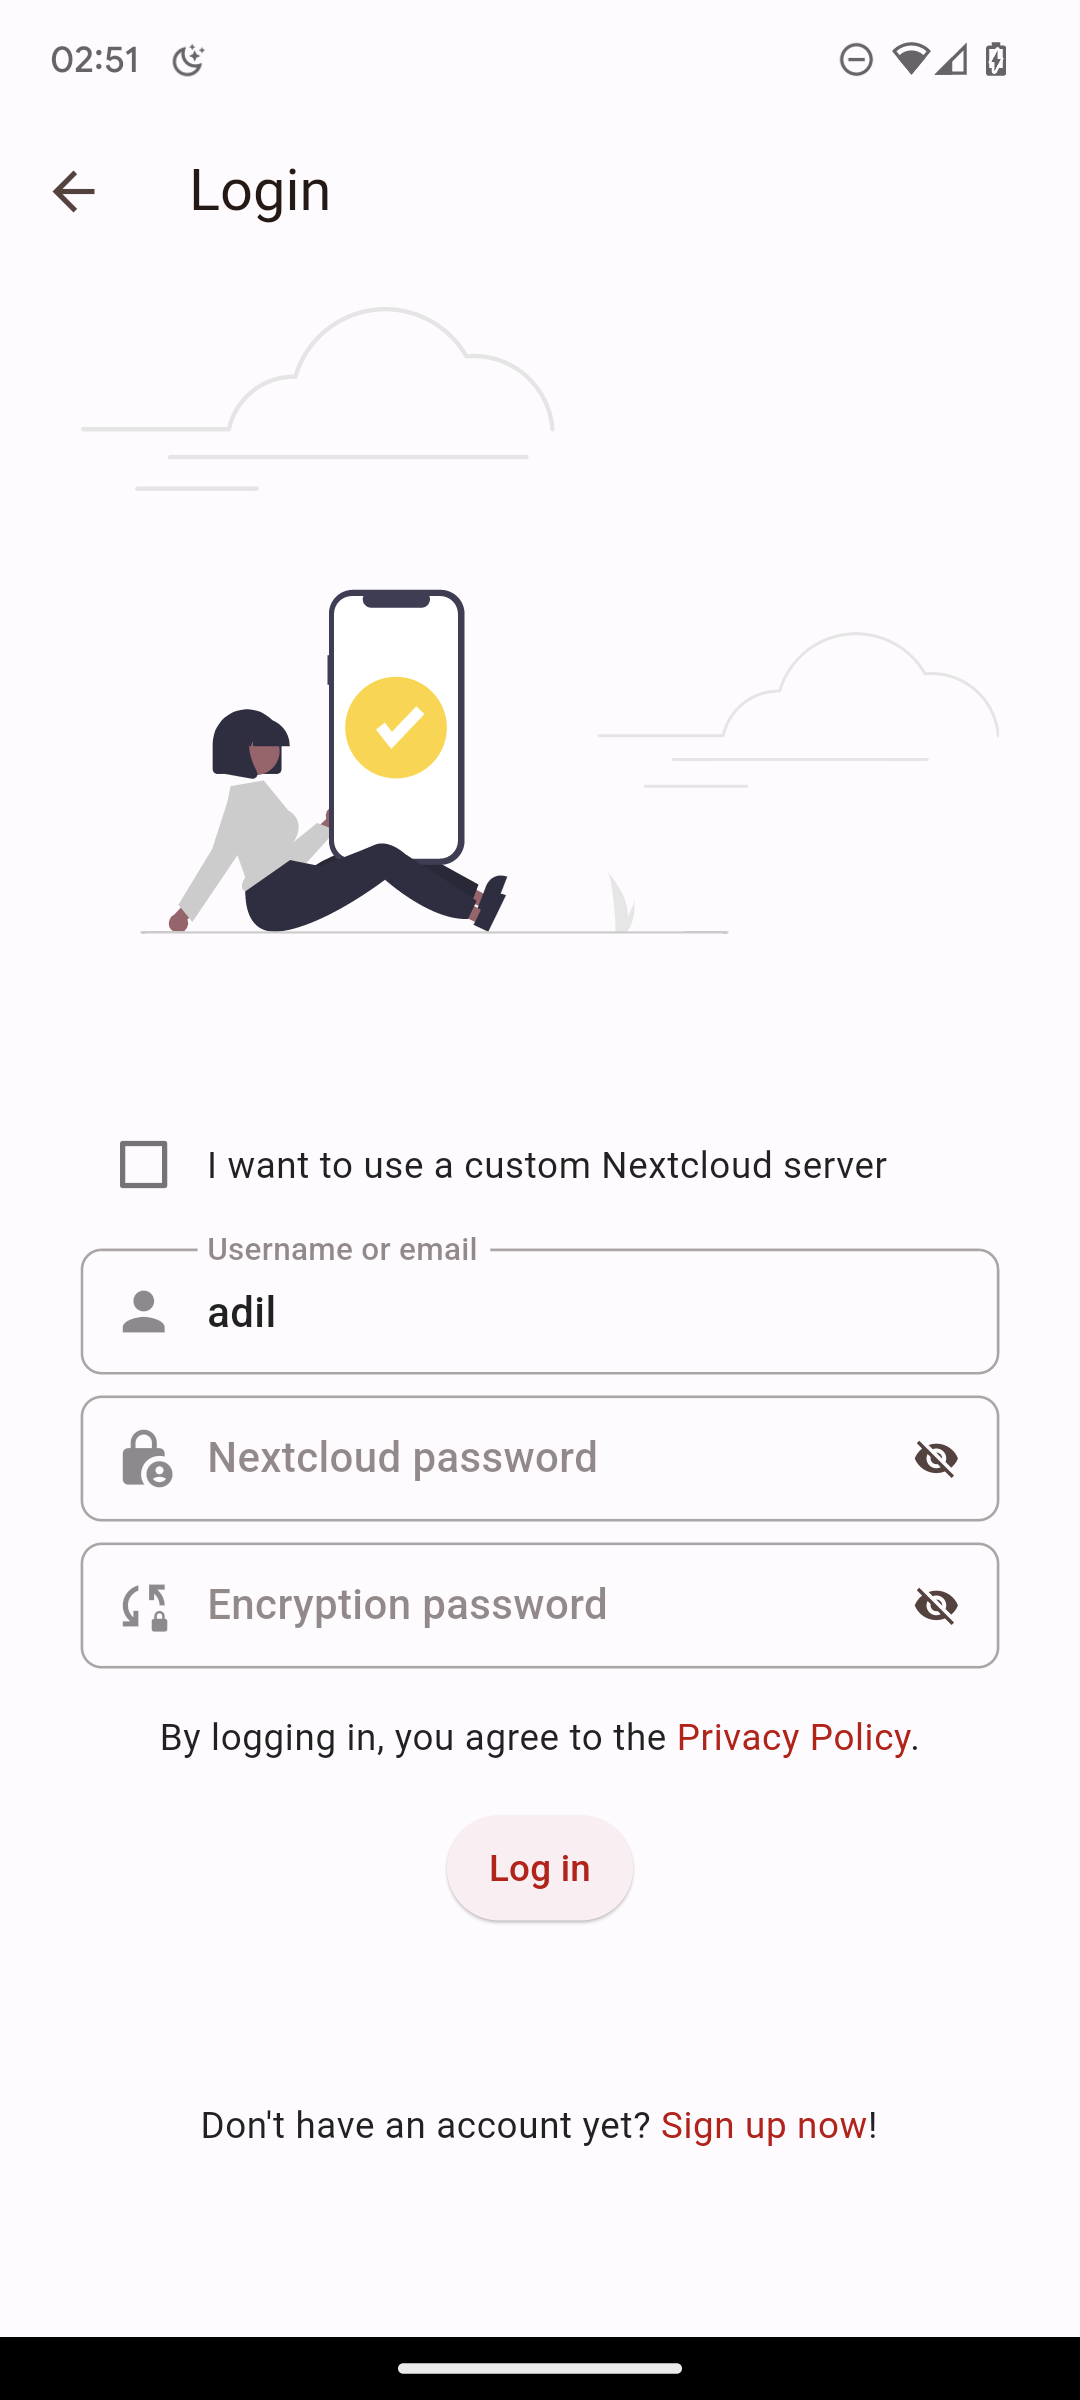 02:51
Login
I want to use a custom Nextcloud server
Username or email
adil
Nextcloud password
Encryption password
By logging in, you agree to the Privacy Policy.
Log in
Don't have an account yet? Sign up now!